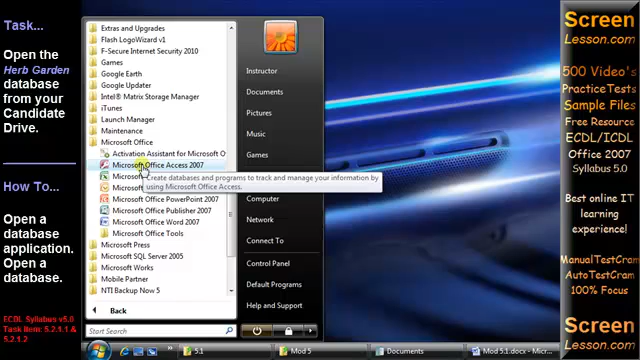 Task...
Open the
Herb Garden
database
from your
Candidate
Drive.
How To...
Open a
database
application.
Open a
database.
ECDL Syllabus v5.0
Task Item: 5.2.1.1 &
5.2.1.2
Extras and Upgrades
Flash LogoWizard v1
F-Secure Internet Security 2010
Games
Google Earth
Google Updater
Intel® Matrix Storage Manager
iTunes
Launch Manager
Maintenance
Microsoft Office
Activation Assistant for Microsoft O
Microsoft Office Access 2007
Micros
Create databases and programs to track and manage your information by
using Microsoft Office Access.
Microsoft Office PowerPoint 2007
Microsoft Office Publisher 2007
Microsoft Office Word 2007
Microsoft Office Tools
Microsoft Press
Microsoft SQL Server 2005
Microsoft Works
Mobile Partner
NTI Backup Now 5
Back
Start Search
Instructor
Documents
Pictures
Music
Games
Computer
Network
Connect To
Control Panel
Default Programs
Help and Support
5.1
Mod 5
Documents
Mod 5.1.docx - Micr...
Screen
Lesson.com
500 Video's
PracticeTests
Sample Files
Free Resource
ECDL/ICDL
Office 2007
Syllabus 5.0
Best online
IT learning
experience!
ManualTestCram
AutoTestCram
100% Focus
Screen
Lesson.com